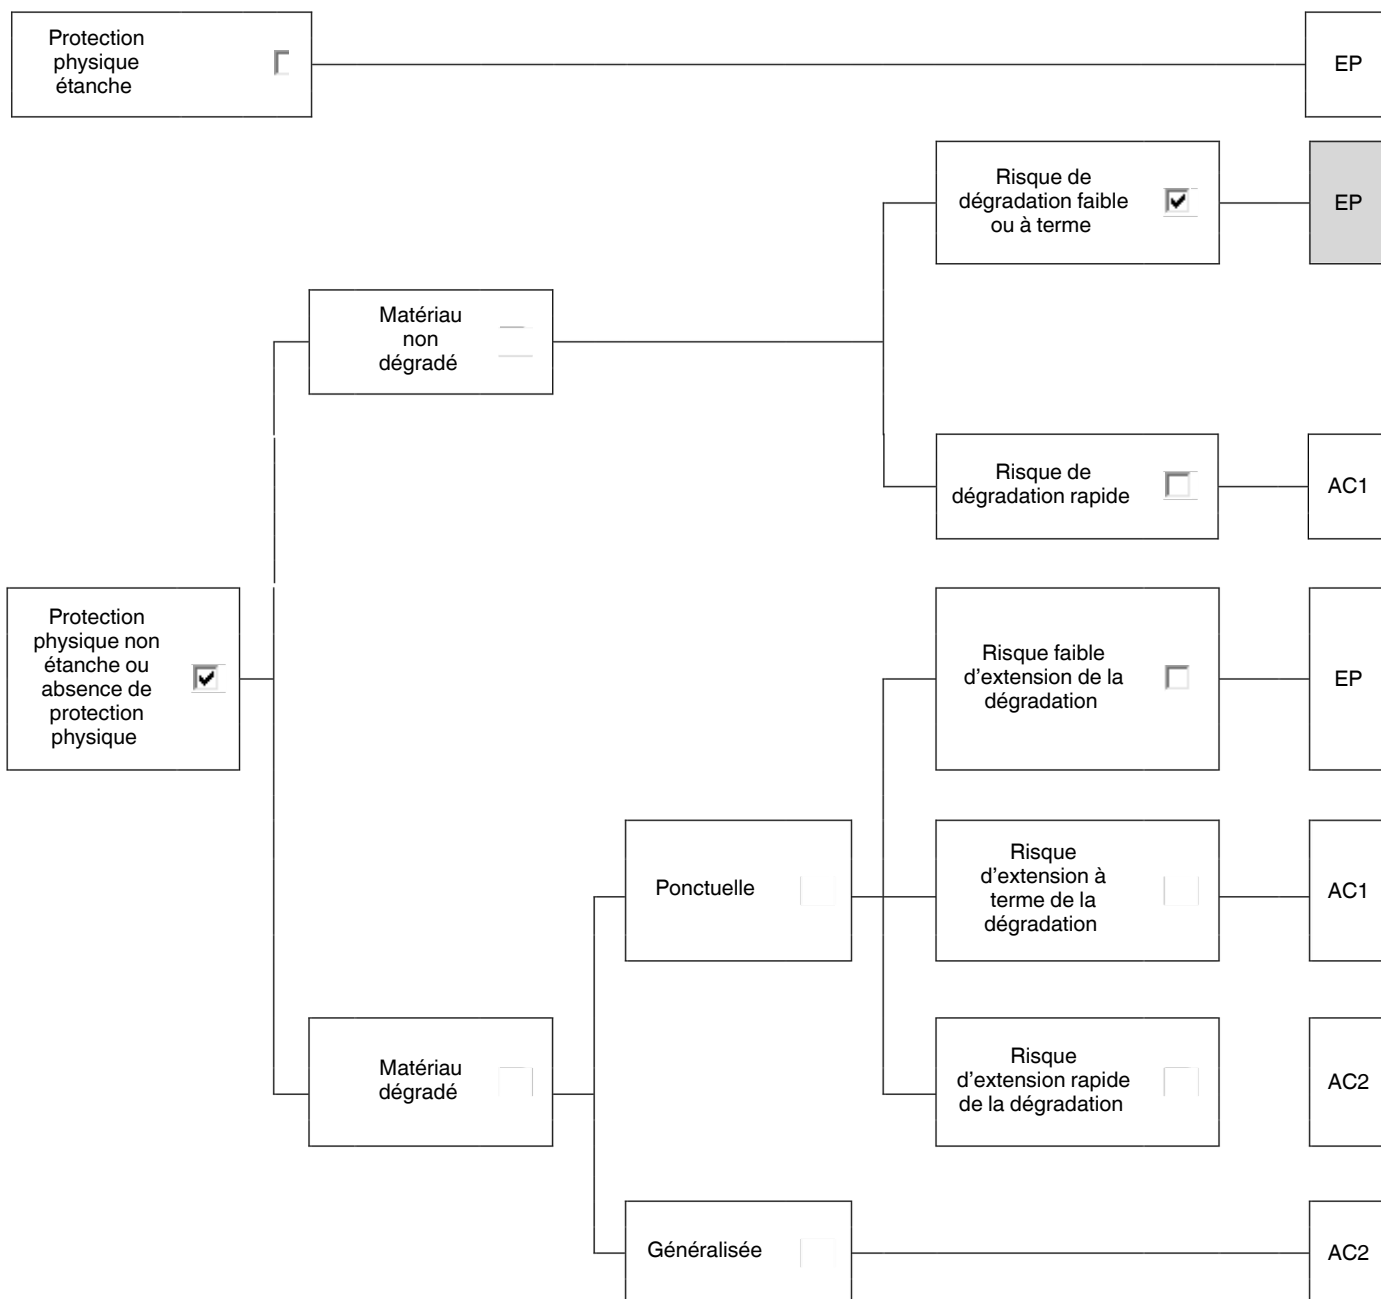 Protection
physique
étanche
EP
Risque de
dégradation faible
ou à terme
EP
Matériau
non
dégradé
Risque de
dégradation rapide
AC1
Protection
physique non
étanche ou
absence de
protection
physique
Risque faible
d'extension de la
dégradation
EP
Ponctuelle
Risque
d'extension à
terme de la
dégradation
AC1
Matériau
dégradé
Risque
d'extension rapide
de la dégradation
AC2
Généralisée
AC2